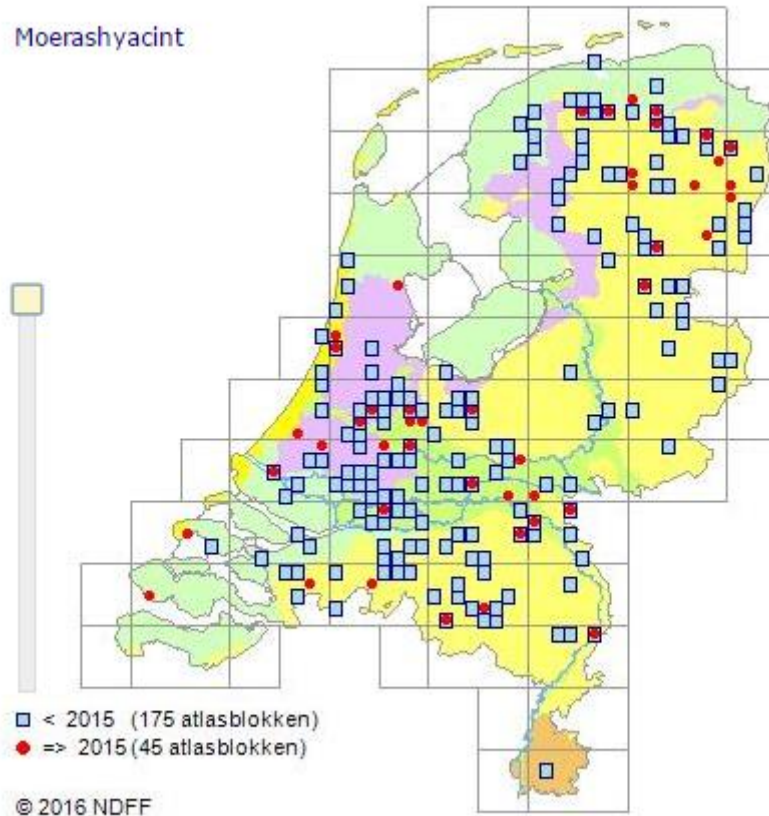 Moerashyacint
< 2015 (175 atlasblokken)
=> 2015 (45 atlasblokken)
© 2016 NDFF